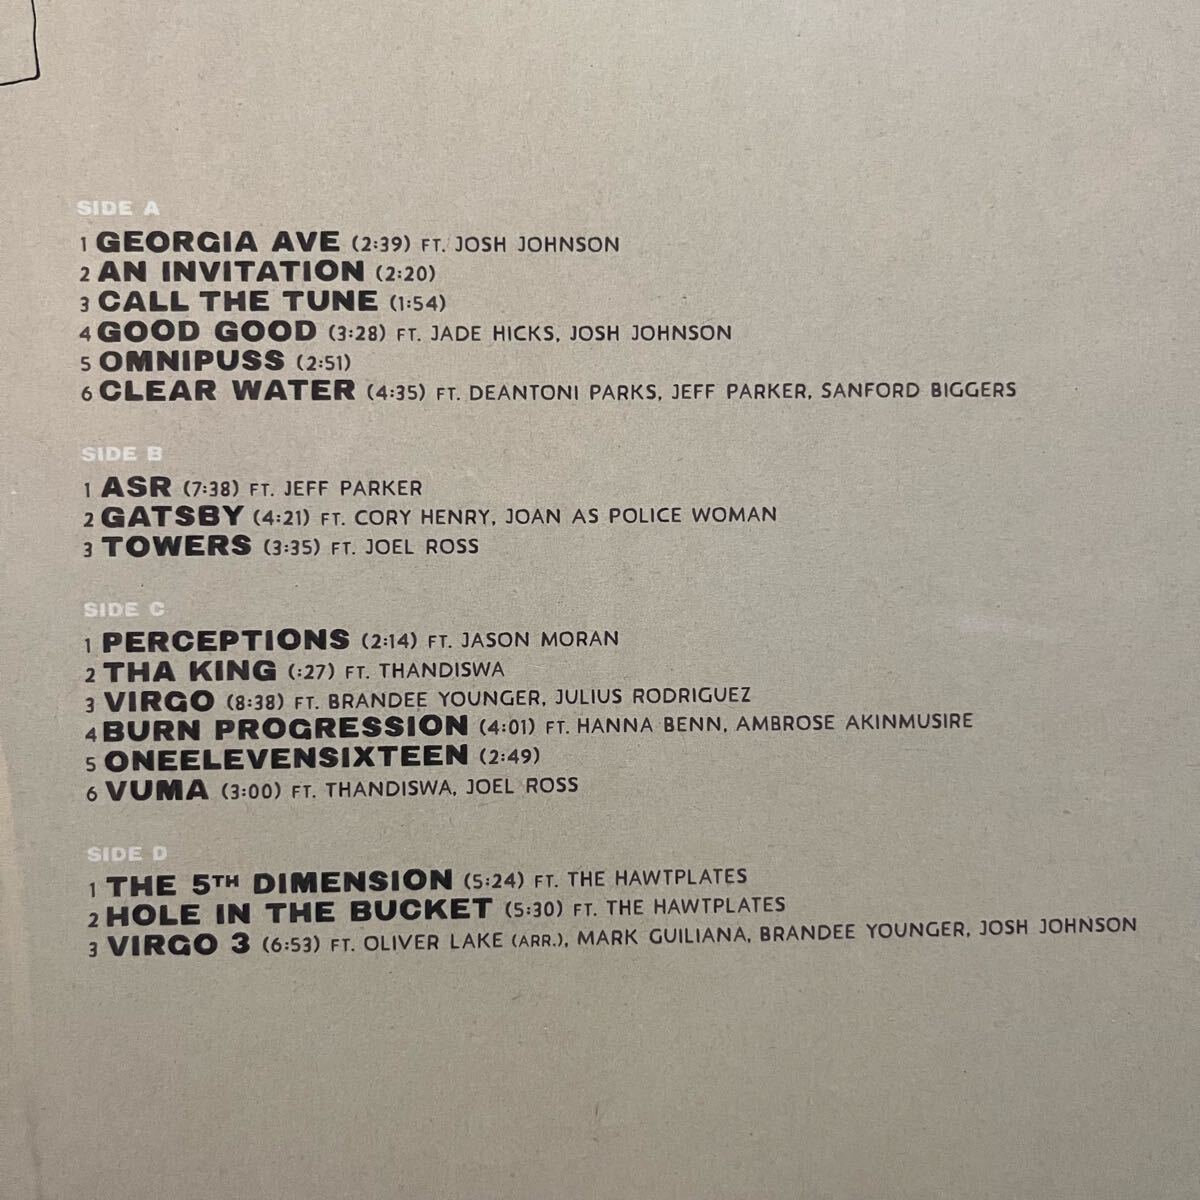 SIDE A
1 GEORGIA AVE (2:39) FT. JOSH JOHNSON
2 AN INVITATION (2:20)
3 CALL THE TUNE (1:54)
4 GOOD GOOD (3:28) FT. JADE HICKS, JOSH JOHNSON
5 OMNIPUSS (2:51)
6 CLEAR WATER (4:35) FT. DEANTONI PARKS, JEFF PARKER, SANFORD BIGGERS
SIDE B
1 ASR (7:38) FT. JEFF PARKER
2 GATSBY (4:21) FT. CORY HENRY, JOAN AS POLICE WOMAN
3 TOWERS (3:35) FT. JOEL ROSS
SIDE C
1 PERCEPTIONS (2:14) FT. JASON MORAN
2 THA KING (:27) FT. THANDISWA
3 VIRGO (8:38) FT. BRANDEE YOUNGER, JULIUS RODRIGUEZ
4 BURN PROGRESSION (4:01) FT. HANNA BENN, AMBROSE AKINMUSIRE
5 ONEELEVENSIXTEEN (2:49)
6 VUMA (3:00) FT. THANDISWA, JOEL ROSS
SIDE D
1 THE 5TH DIMENSION (5:24) FT. THE HAWTPLATES
2 HOLE IN THE BUCKET (5:30) FT. THE HAWTPLATES
3 VIRGO 3 (6:53) FT. OLIVER LAKE (ARR.), MARK GUILIANA, BRANDEE YOUNGER, JOSH JOHNSON